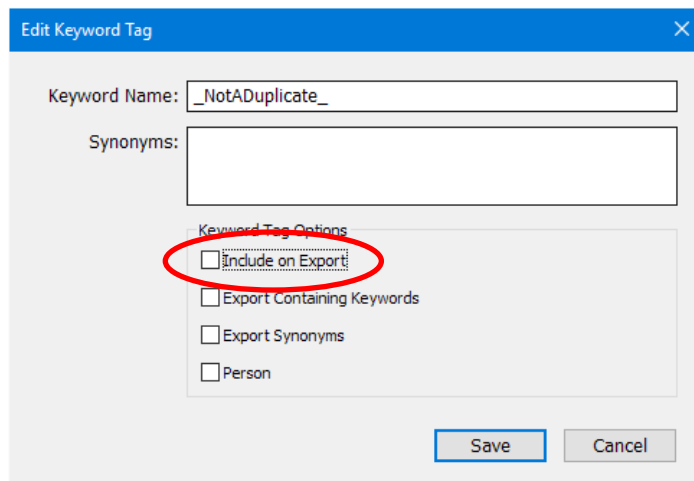 Edit Keyword Tag
Keyword Name: _NotADuplicate_
Synonyms:
Keyword Tag Options
Include on Export
Export Containing Keywords
Export Synonyms
Person
Save Cancel